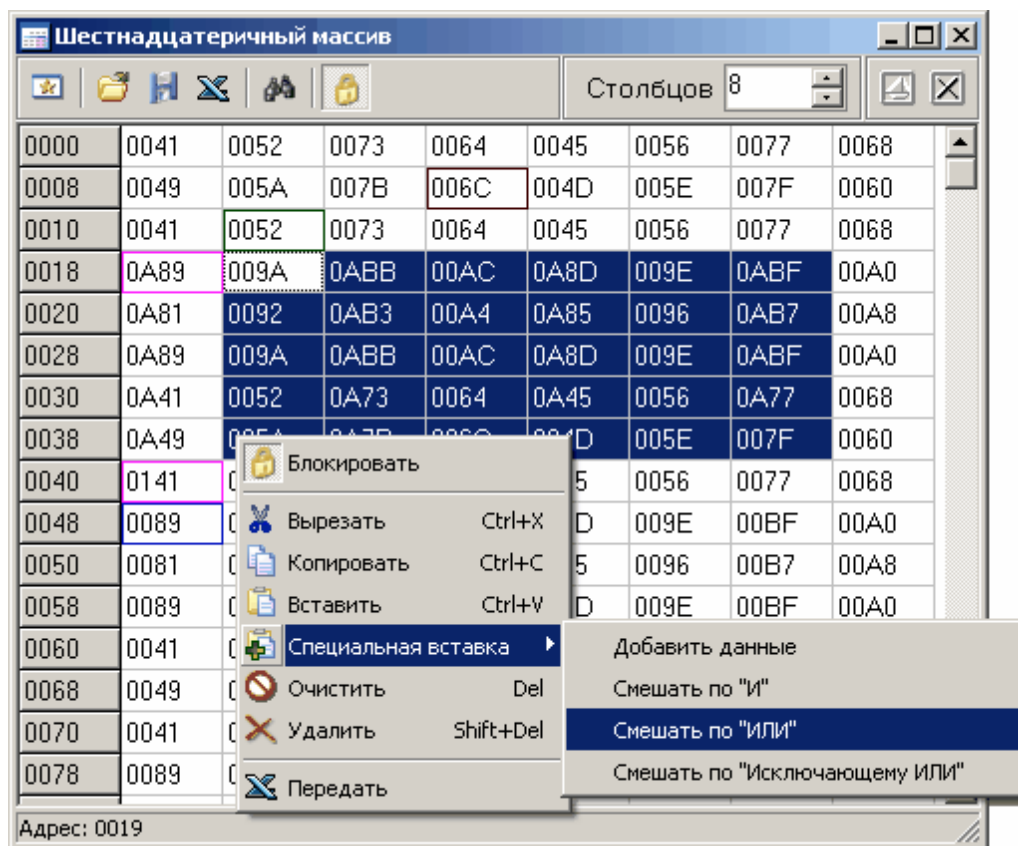 Шестнадцатеричный массив
Столбцов 8
0000 0041 0052 0073 0064 0045 0056 0077 0068
0008 0049 005A 007B 006C 004D 005E 007F 0060
0010 0041 0052 0073 0064 0045 0056 0077 0068
0018 0A89 009A 0ABB 00AC 0A8D 009E 0ABF 00A0
0020 0A81 0092 0AB3 00A4 0A85 0096 0AB7 00A8
0028 0A89 009A 0ABB 00AC 0A8D 009E 0ABF 00A0
0030 0A41 0052 0A73 0064 0A45 0056 0A77 0068
0038 0A49 005E 007F 0060
0040 0141 0056 0077 0068
0048 0089 009E 00BF 00A0
0050 0081 0096 00B7 00A8
0058 0089 009E 00BF 00A0
0060 0041
0068 0049
0070 0041
0078 0089
Блокировать
Вырезать Ctrl+X
Копировать Ctrl+C
Вставить Ctrl+V
Специальная вставка
Очистить Del
Удалить Shift+Del
Передать
Добавить данные
Смешать по "И"
Смешать по "ИЛИ"
Смешать по "Исключающему ИЛИ"
Адрес: 0019